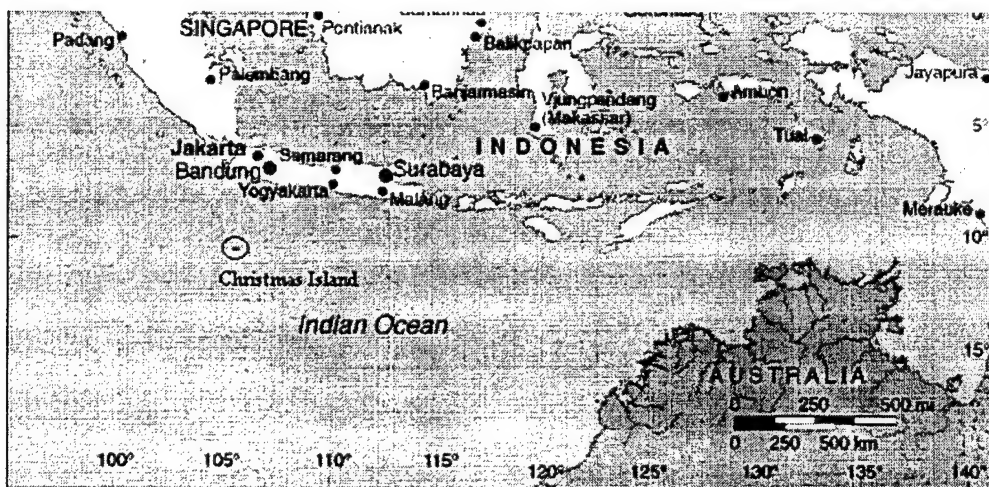 SINGAPORE
Pontianak
Padang
Balikpapan
Palembang
Jayapura
Banjarmasin
Ujungpandang
(Makassar)
Ambon
5°
Tual
INDONESIA
Jakarta
Semarang
Bandung
Surabaya
Yogyakarta
Malang
Merauke
10°
Christmas Island
Indian Ocean
15°
AUSTRALIA
0 250 500 mi
0 250 500 km
100° 105° 110° 115° 120° 125° 130° 135° 140°